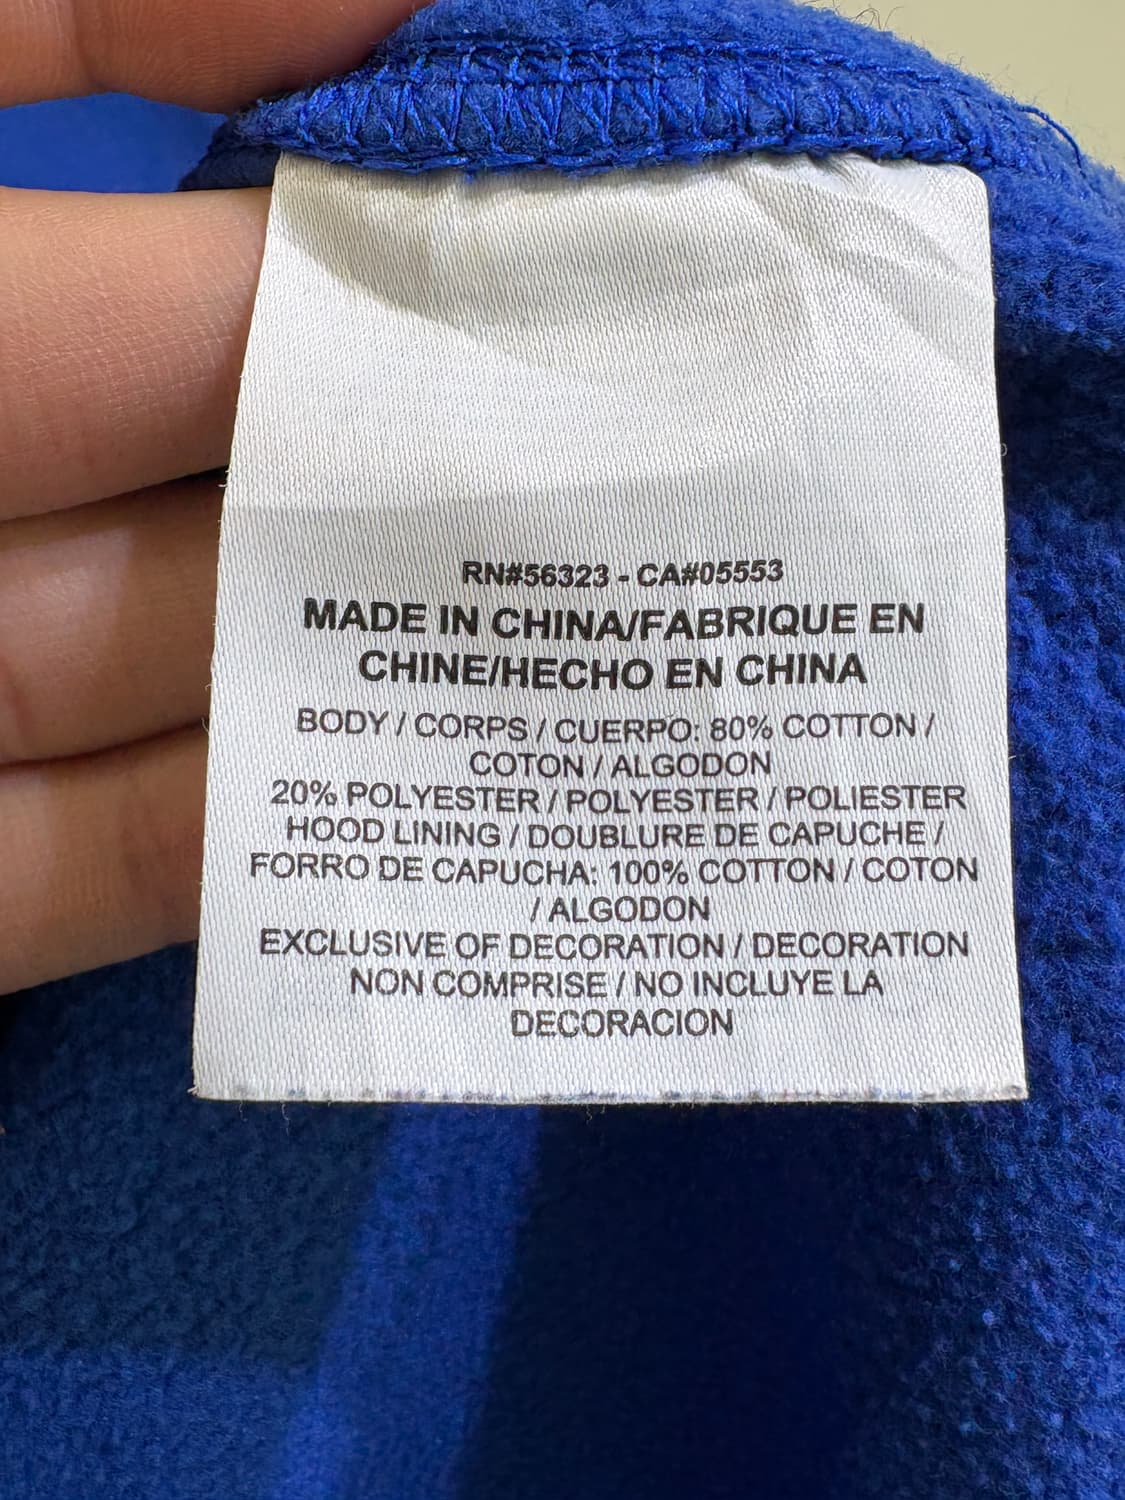 RN#56323 - CA#05553
MADE IN CHINA/FABRIQUE EN
CHINE/HECHO EN CHINA
BODY / CORPS / CUERPO: 80% COTTON /
COTON / ALGODON
20% POLYESTER / POLYESTER / POLIESTER
HOOD LINING / DOUBLURE DE CAPUCHE /
FORRO DE CAPUCHA: 100% COTTON / COTON
/ ALGODON
EXCLUSIVE OF DECORATION / DECORATION
NON COMPRISE / NO INCLUYE LA
DECORACION